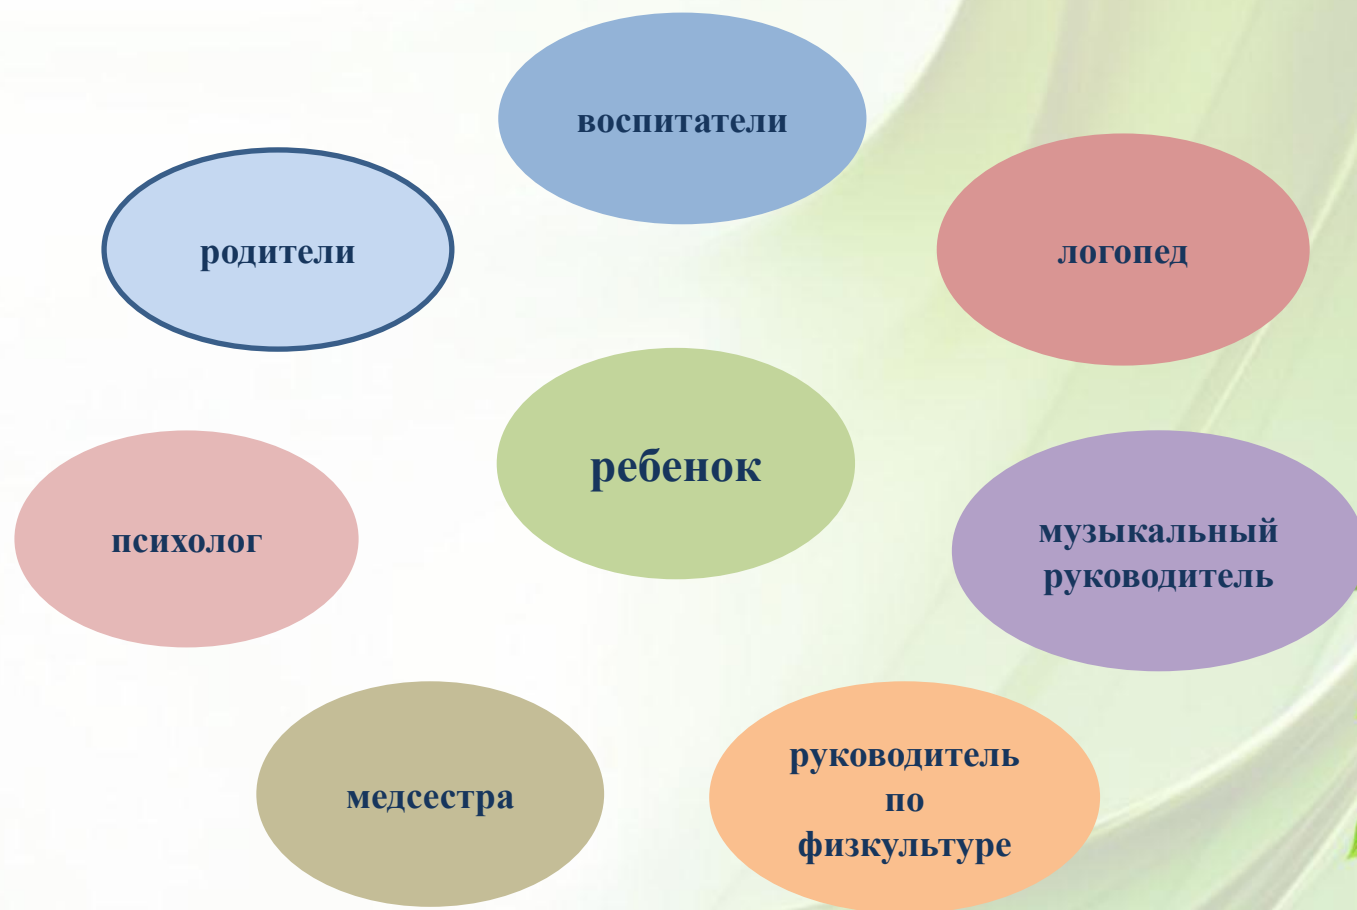 воспитатели
родители
логопед
ребенок
психолог
музыкальный
руководитель
медсестра
руководитель
по
физкультуре